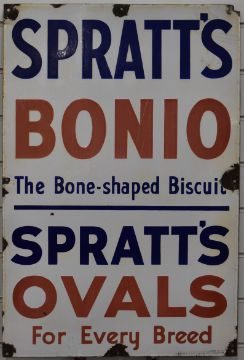 SPRATT'S
BONIO
The Bone-shaped Biscuit
SPRATT'S
OVALS
For Every Breed